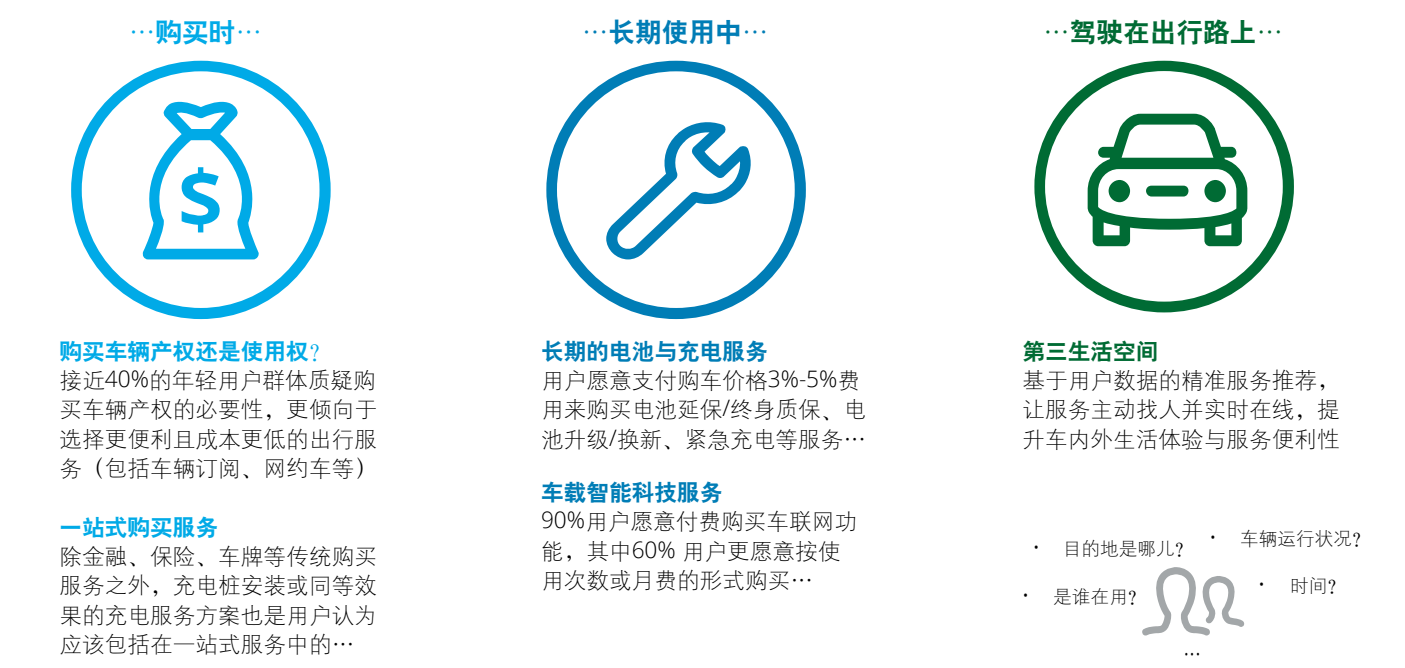 …购买时…
$
购买车辆产权还是使用权?
接近40%的年轻用户群体质疑购
买车辆产权的必要性，更倾向于
选择更便利且成本更低的出行服
务（包括车辆订阅、网约车等）
一站式购买服务
除金融、保险、车牌等传统购买
服务之外，充电桩安装或同等效
果的充电服务方案也是用户认为
应该包括在一站式服务中的…
…长期使用中…
长期的电池与充电服务
用户愿意支付购车价格3%-5%费
用来购买电池延保/终身质保、电
池升级/换新、紧急充电等服务…
车载智能科技服务
90%用户愿意付费购买车联网功
能，其中60% 用户更愿意按使
用次数或月费的形式购买…
…驾驶在出行路上…
第三生活空间
基于用户数据的精准服务推荐，
让服务主动找人并实时在线，提
升车内外生活体验与服务便利性
· 目的地是哪儿?
· 车辆运行状况?
· 是谁在用?
· 时间?
…